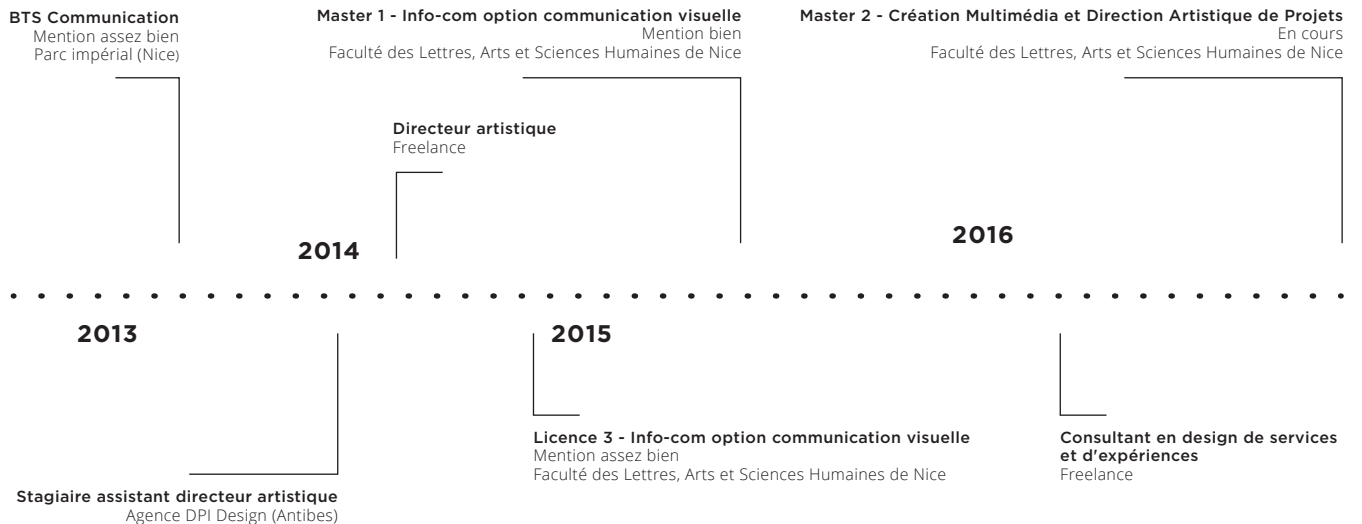 BTS Communication
Mention assez bien
Parc impérial (Nice)
Master 1 - Info-com option communication visuelle
Mention bien
Faculté des Lettres, Arts et Sciences Humaines de Nice
Master 2 - Création Multimédia et Direction Artistique de Projets
En cours
Faculté des Lettres, Arts et Sciences Humaines de Nice
Directeur artistique
Freelance
2014
2016
2013
2015
Licence 3 - Info-com option communication visuelle
Mention assez bien
Faculté des Lettres, Arts et Sciences Humaines de Nice
Consultant en design de services
et d'expériences
Freelance
Stagiaire assistant directeur artistique
Agence DPI Design (Antibes)